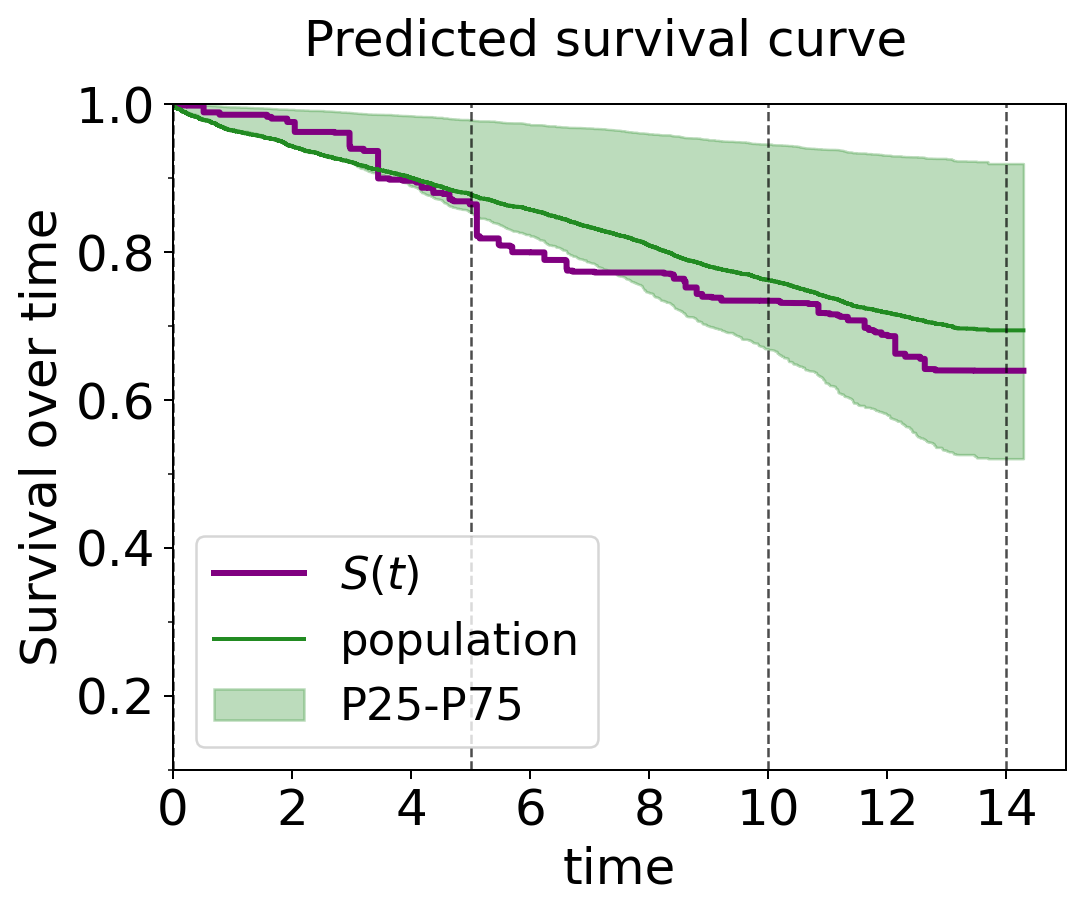 Predicted survival curve
Survival over time
1.0
0.8
0.6
0.4
0.2
S(t)
population
P25-P75
0 2 4 6 8 10 12 14
time